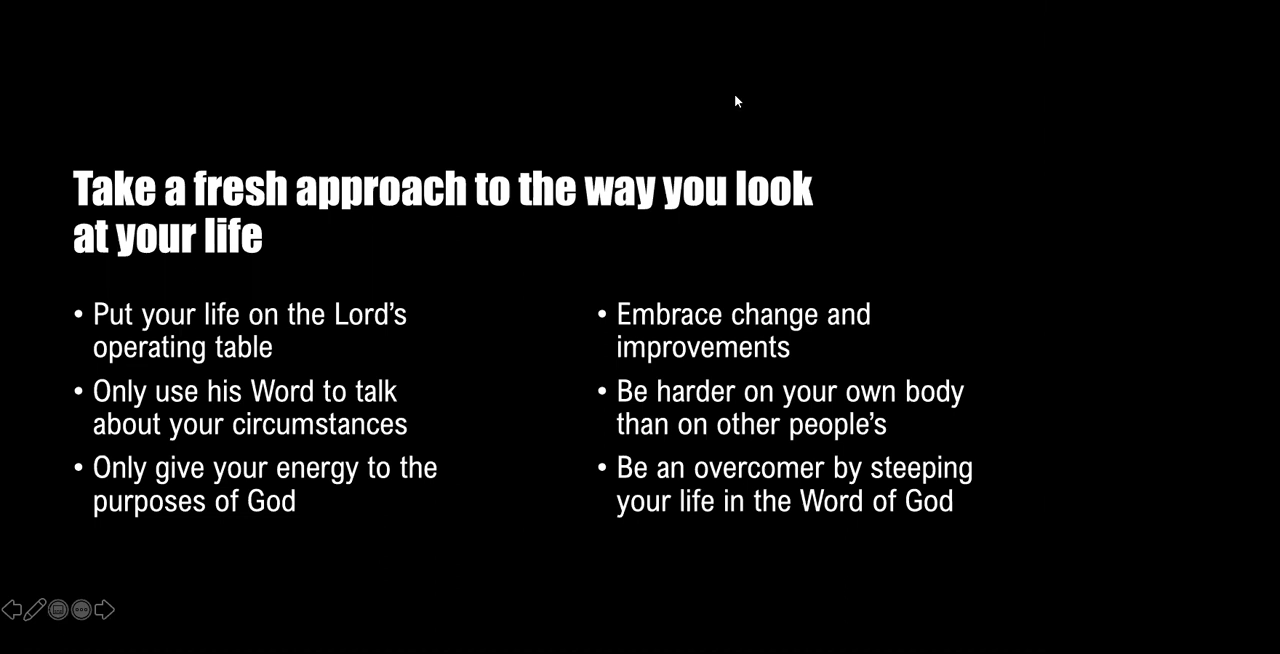 Take a fresh approach to the way you look
at your life
• Put your life on the Lord’s
operating table
• Only use his Word to talk
about your circumstances
• Only give your energy to the
purposes of God
• Embrace change and
improvements
• Be harder on your own body
than on other people’s
• Be an overcomer by steeping
your life in the Word of God